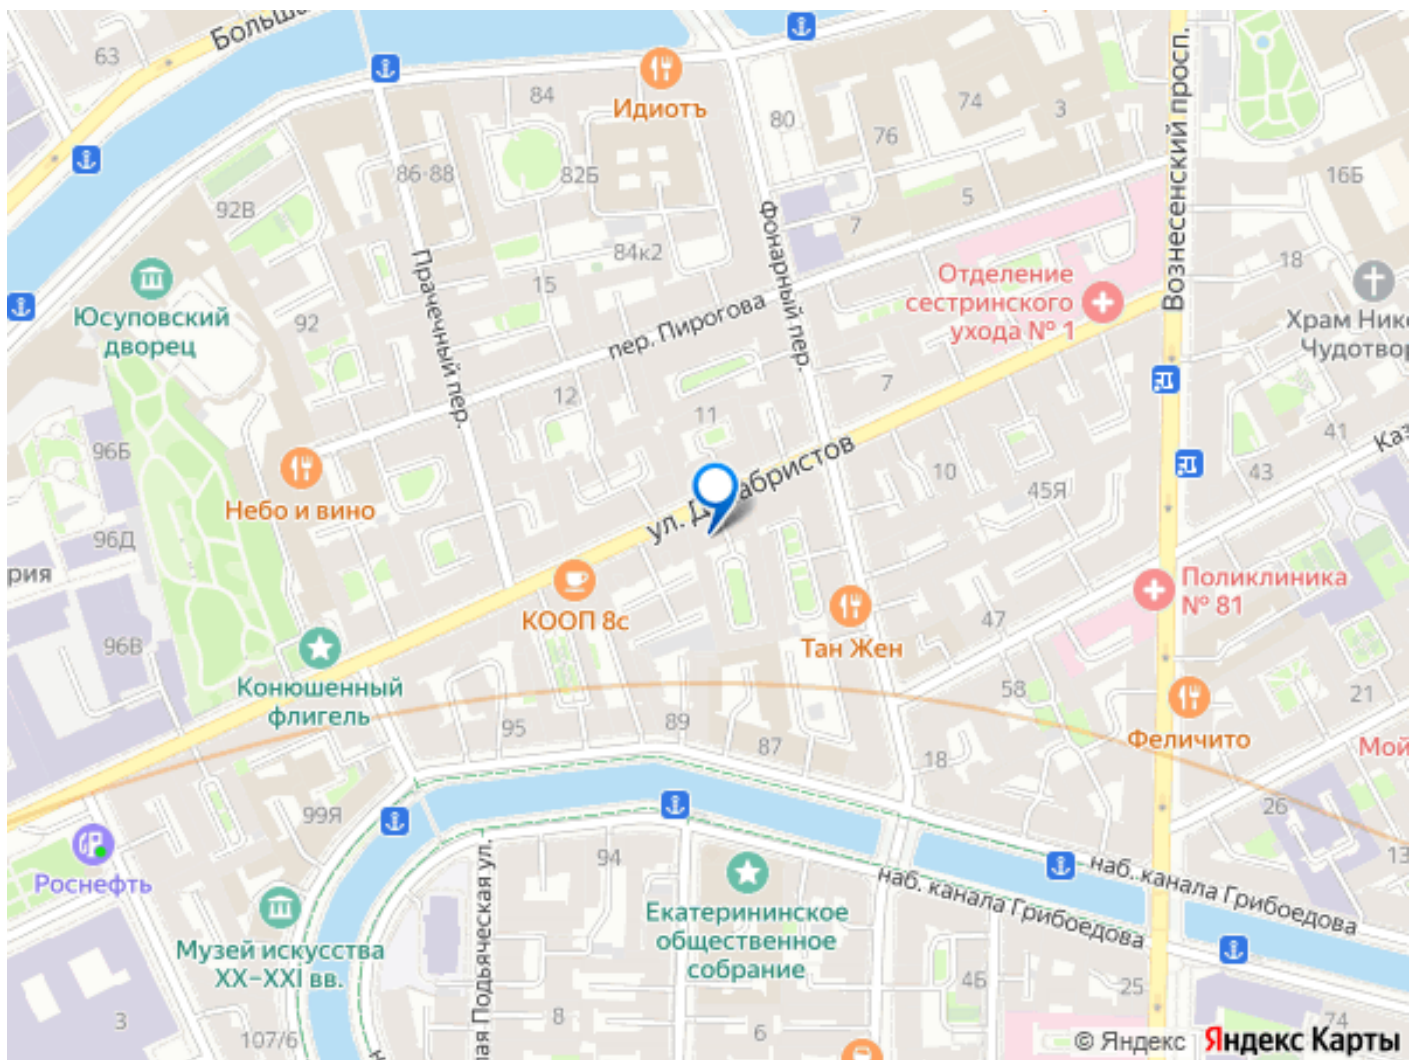 Больша
63
84
Идиотъ
80
74
3
76
86-88
82Б
92В
5
7
16Б
Вознесенский просп.
Фонарный пер.
Прачечный пер.
84к2
15
18
Отделение
сестринского
ухода № 1
Юсуповский
дворец
92
пер. Пирогова
Храм Нико
Чудотвор
12
7
11
41
Каз
96Б
43
10
45Я
Небо и вино
ул. Д
абристов
96Д
рия
КООП 8с
Поликлиника
№ 81
47
96В
Тан Жен
Конюшенный
флигель
58
21
95
89
87
18
Феличито
Мой
99Я
26
13
Роснефть
94
наб. канала Грибоедова
наб. канала Грибоедова
Екатерининское
общественное
собрание
Музей искусства
XX–XXI вв.
ная Подьяческая ул.
4Б
25
3
8
6
107/6
74
© Яндекс
Яндекс Карты